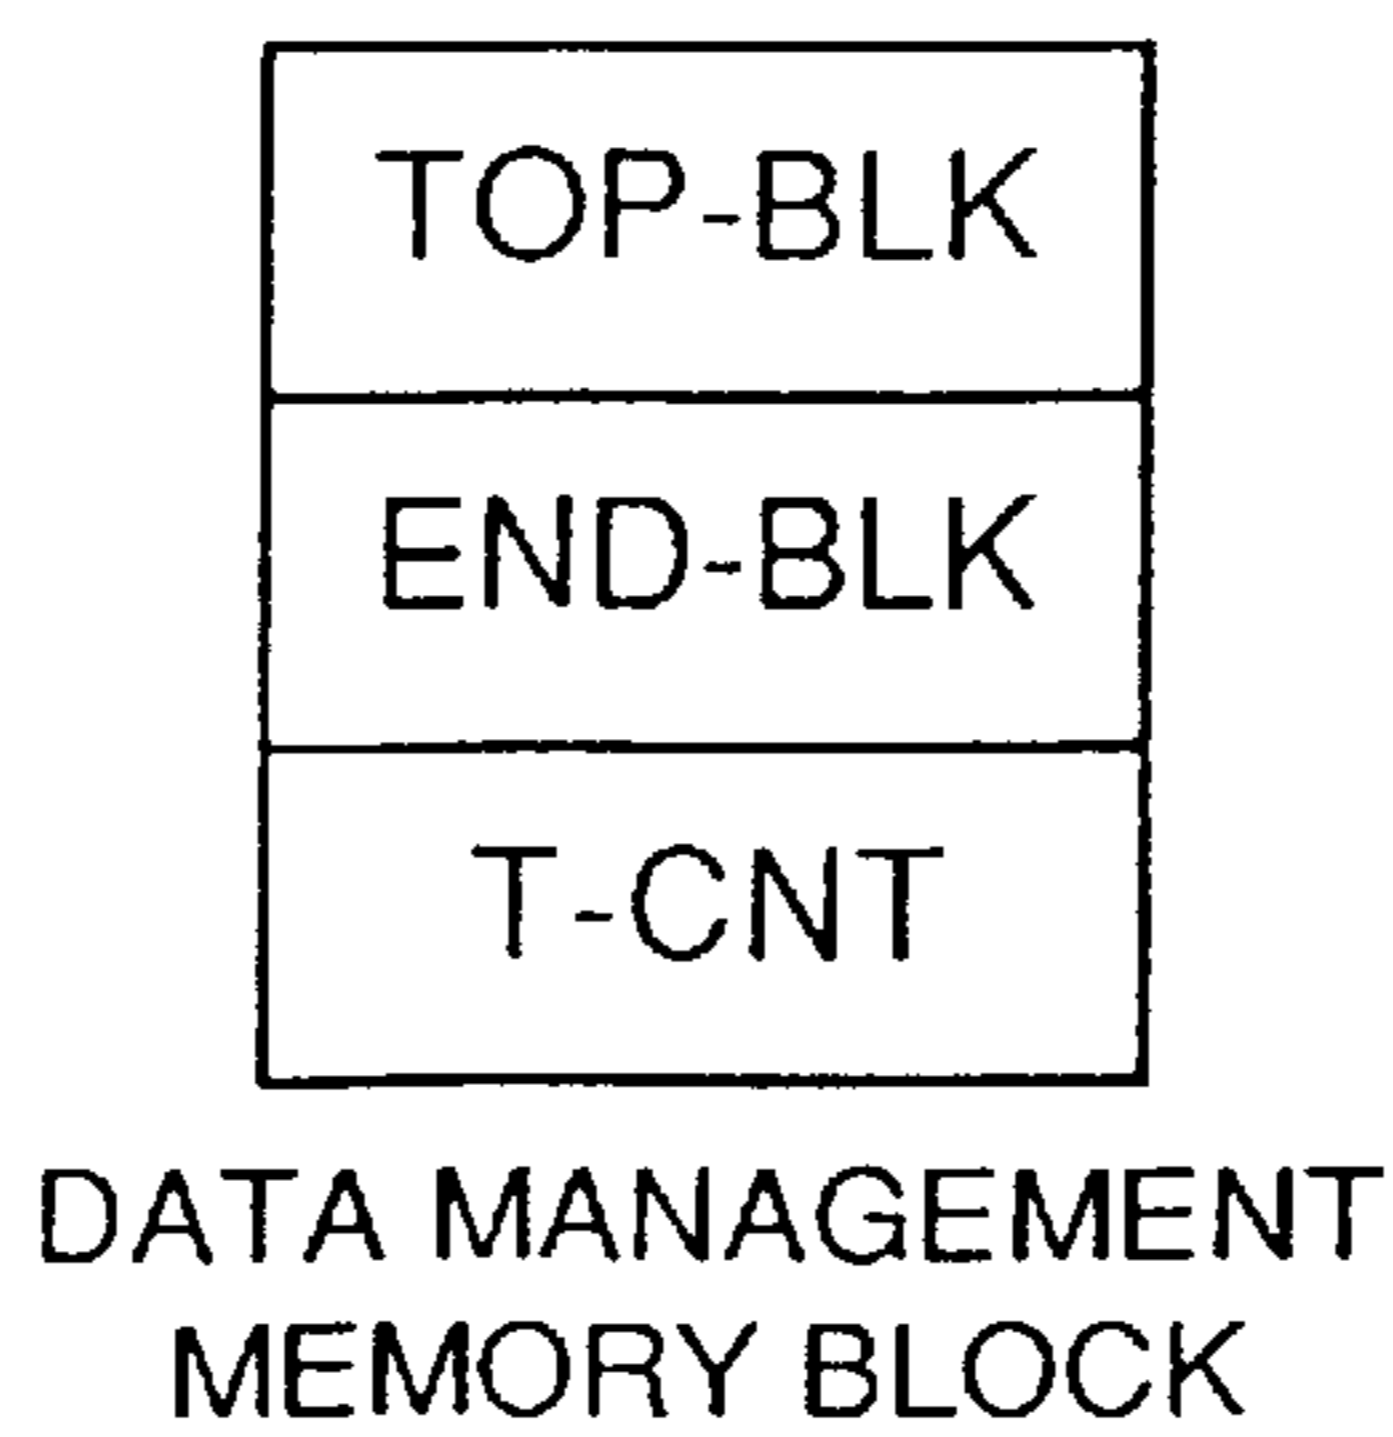 TOP-BLK
END-BLK
T-CNT
DATA MANAGEMENT
MEMORY BLOCK